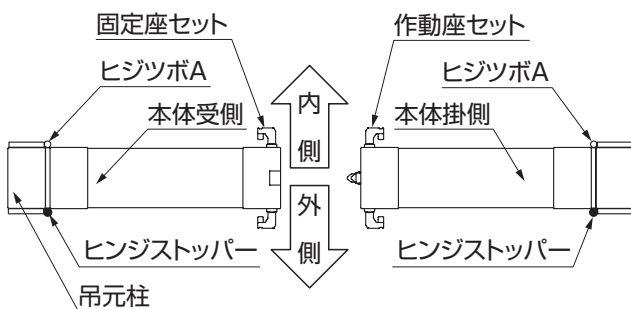 固定座セット
作動座セット
ヒジツボA
ヒジツボA
本体受側
内側
本体掛側
外側
ヒンジストッパー
ヒンジストッパー
吊元柱